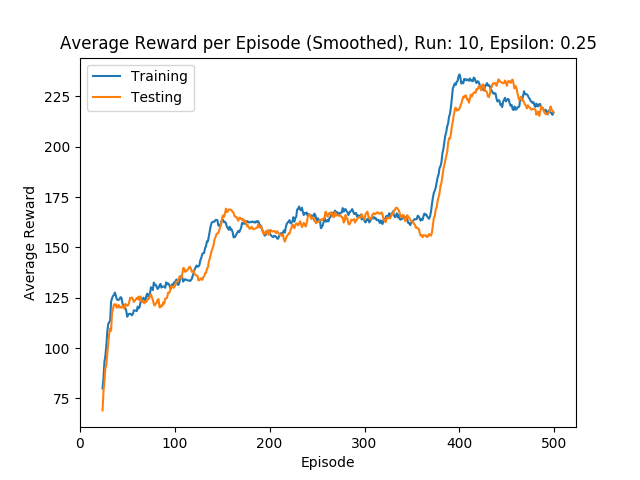 Average Reward per Episode (Smoothed), Run: 10, Epsilon: 0.25
Training
Testing
225
200
175
150
125
100
75
Average Reward
0 100 200 300 400 500
Episode